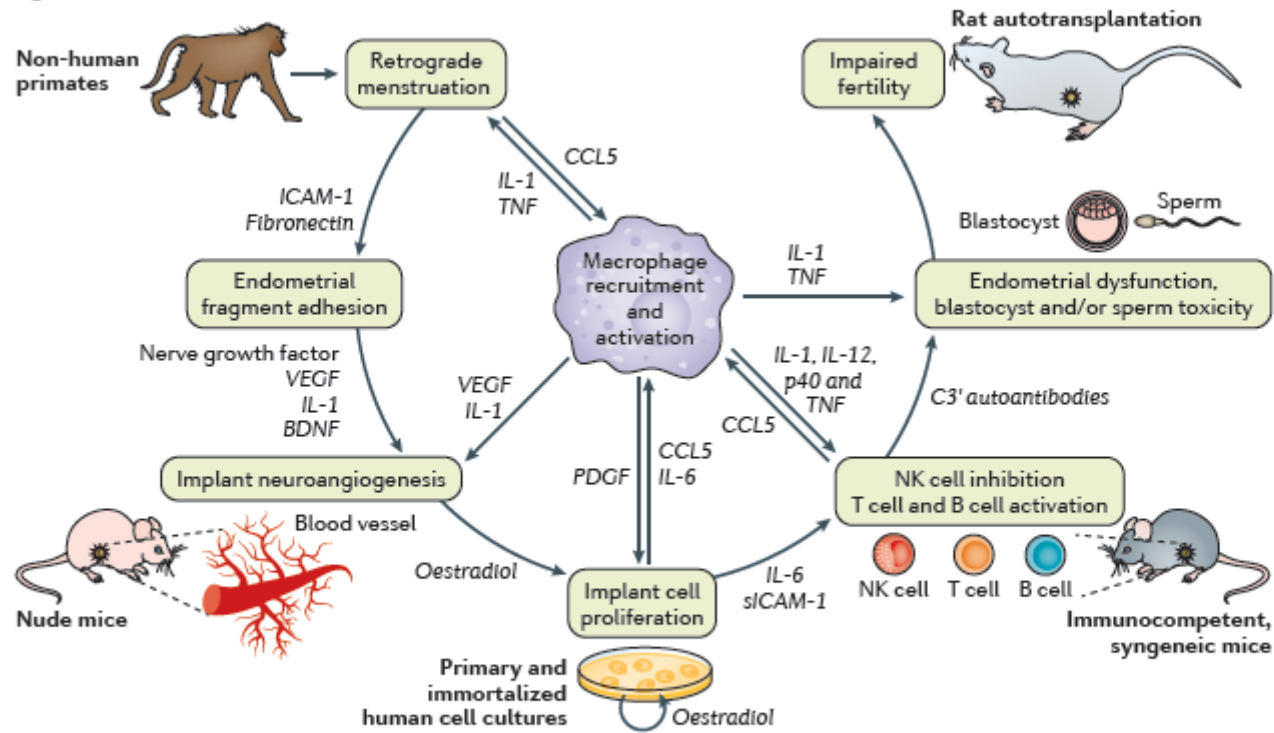 Non-human
primates
Retrograde
menstruation
Impaired
fertility
Rat autotransplantation
CCL5
IL-1
TNF
ICAM-1
Fibronectin
Blastocyst
Sperm
Macrophage
recruitment
and
activation
IL-1
TNF
Endometrial
fragment adhesion
Endometrial dysfunction,
blastocyst and/or sperm toxicity
Nerve growth factor
VEGF
IL-1
BDNF
VEGF
IL-1
PDGF
CCL5
IL-6
IL-1, IL-12,
p40 and
TNF
CCL5
C3' autoantibodies
Implant neuroangiogenesis
NK cell inhibition
T cell and B cell activation
Blood vessel
Nude mice
Oestradiol
Implant cell
proliferation
IL-6
sICAM-1
NK cell
T cell
B cell
Immunocompetent,
syngeneic mice
Primary and
immortalized
human cell cultures
Oestradiol